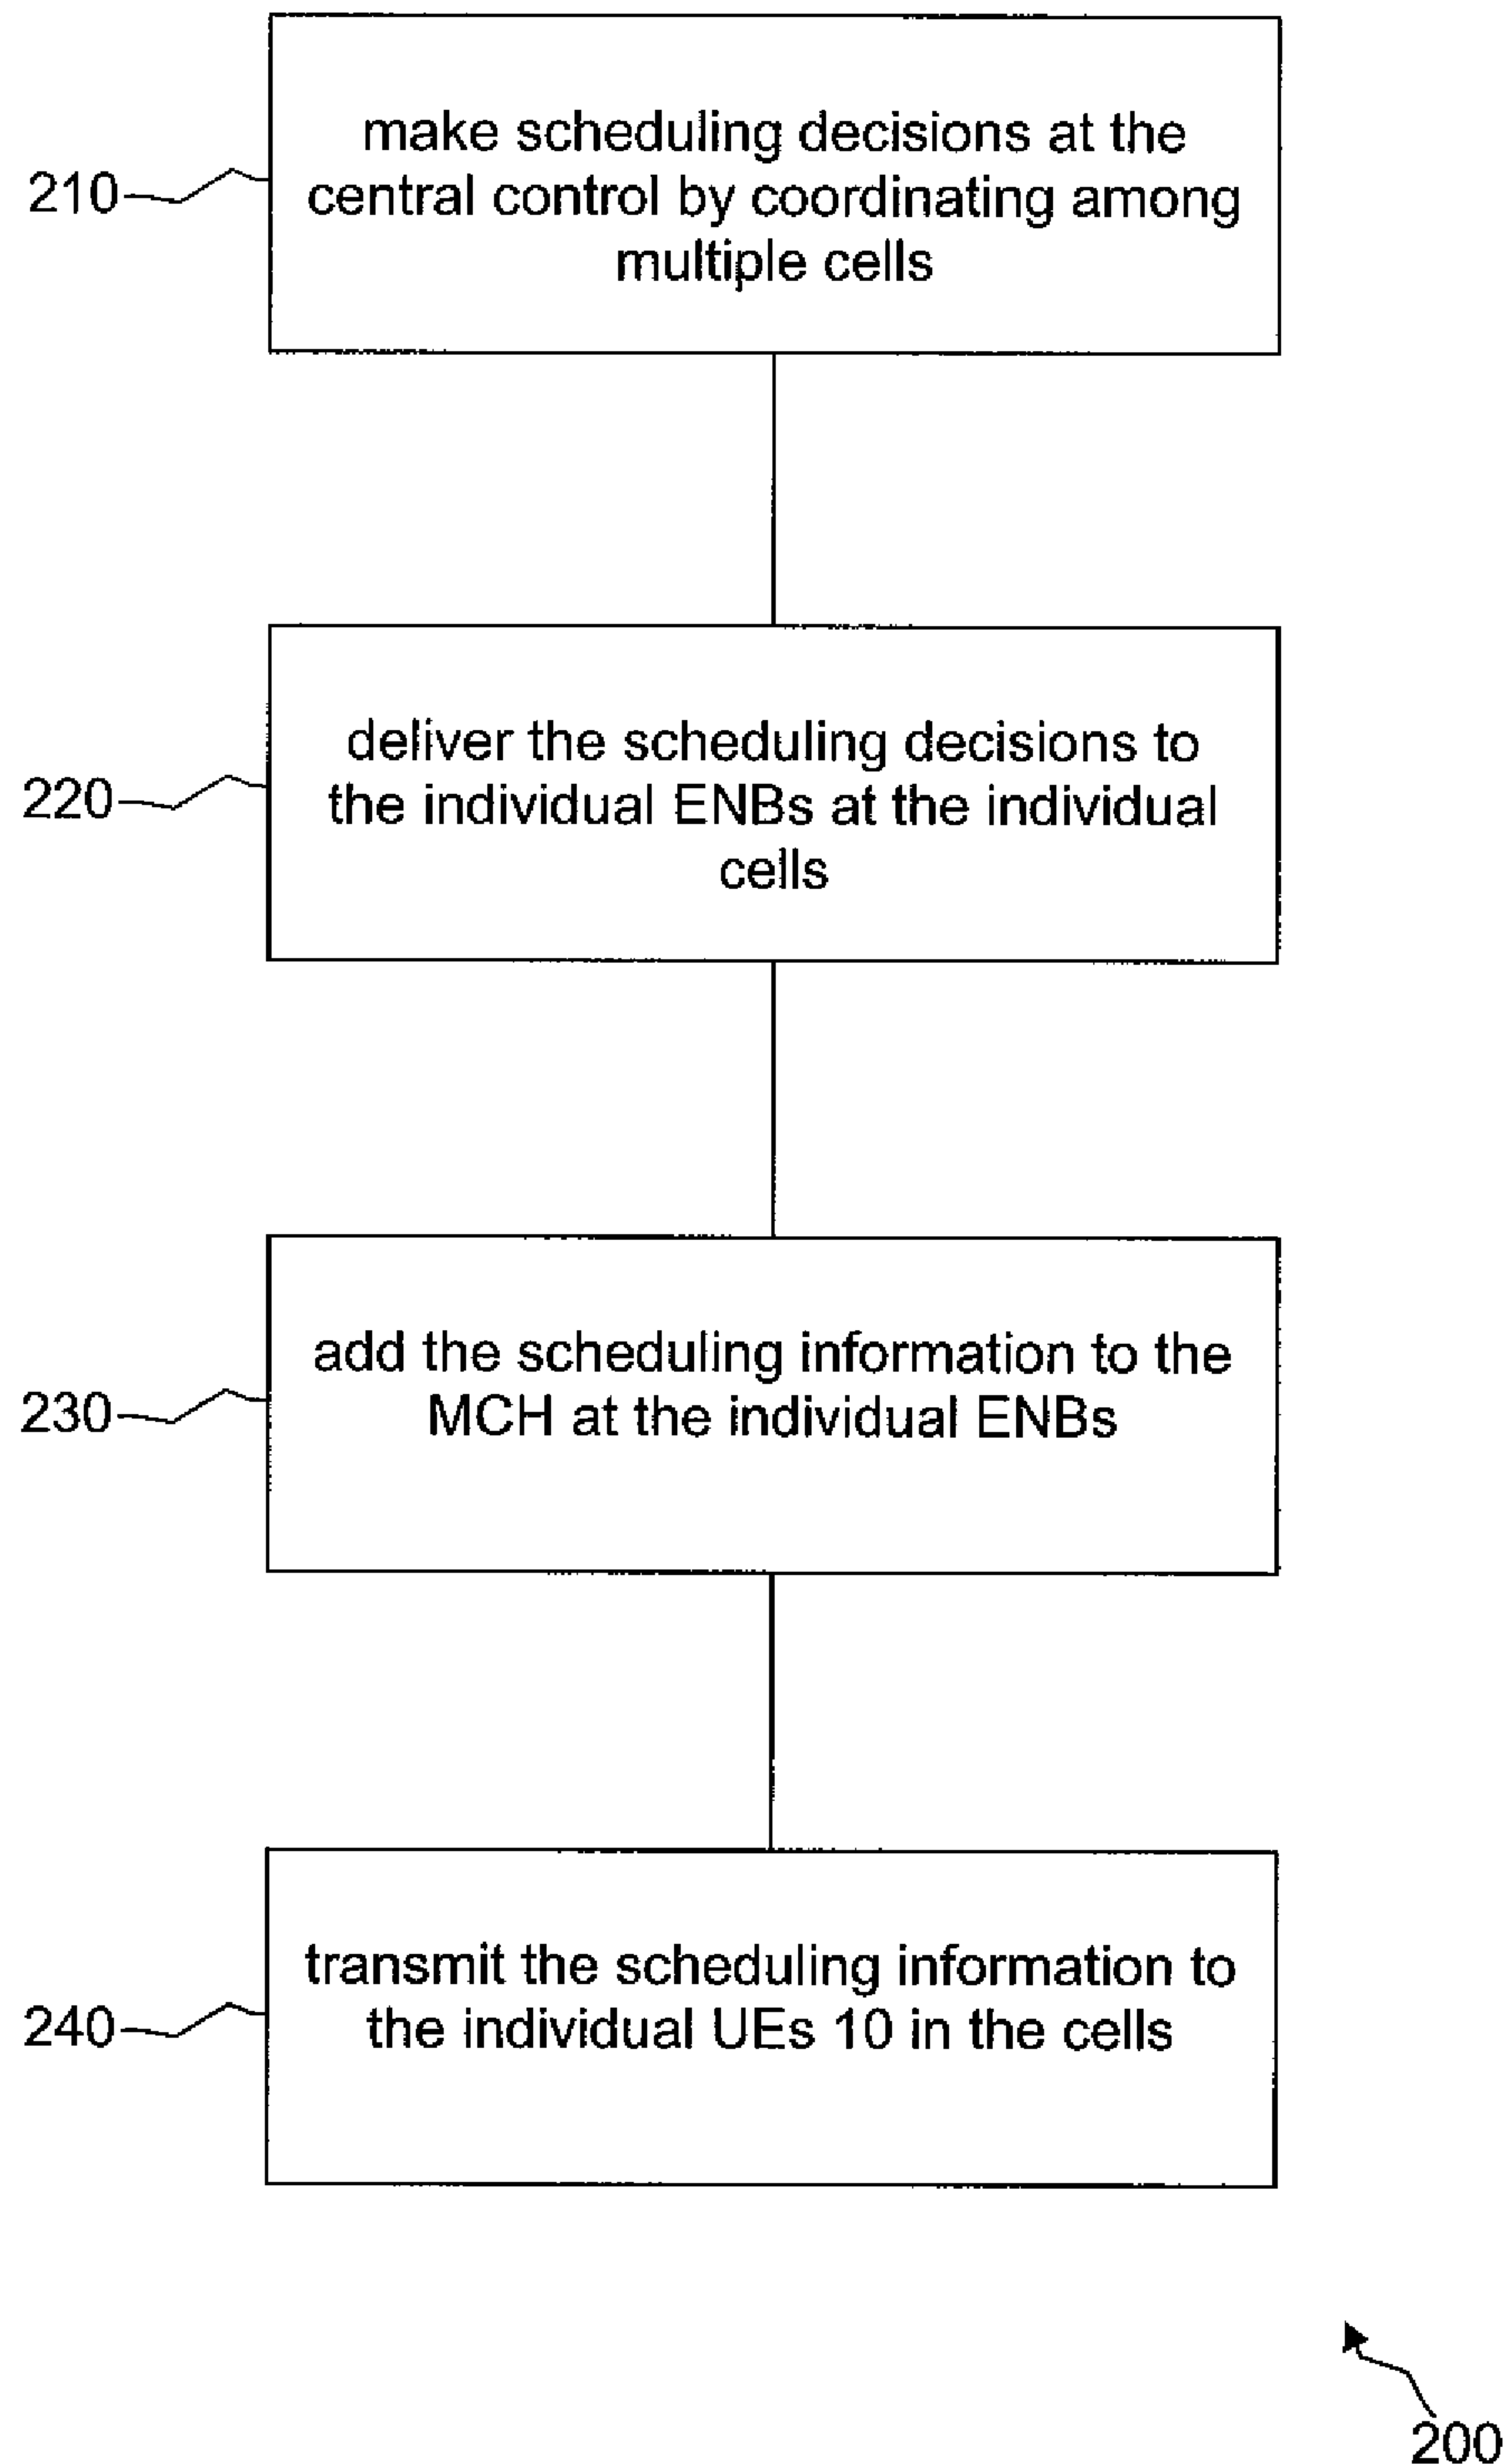 make scheduling decisions at the
central control by coordinating among
multiple cells
210
deliver the scheduling decisions to
the individual ENBs at the individual
cells
220
add the scheduling information to the
MCH at the individual ENBs
230
transmit the scheduling information to
the individual UEs 10 in the cells
240
200